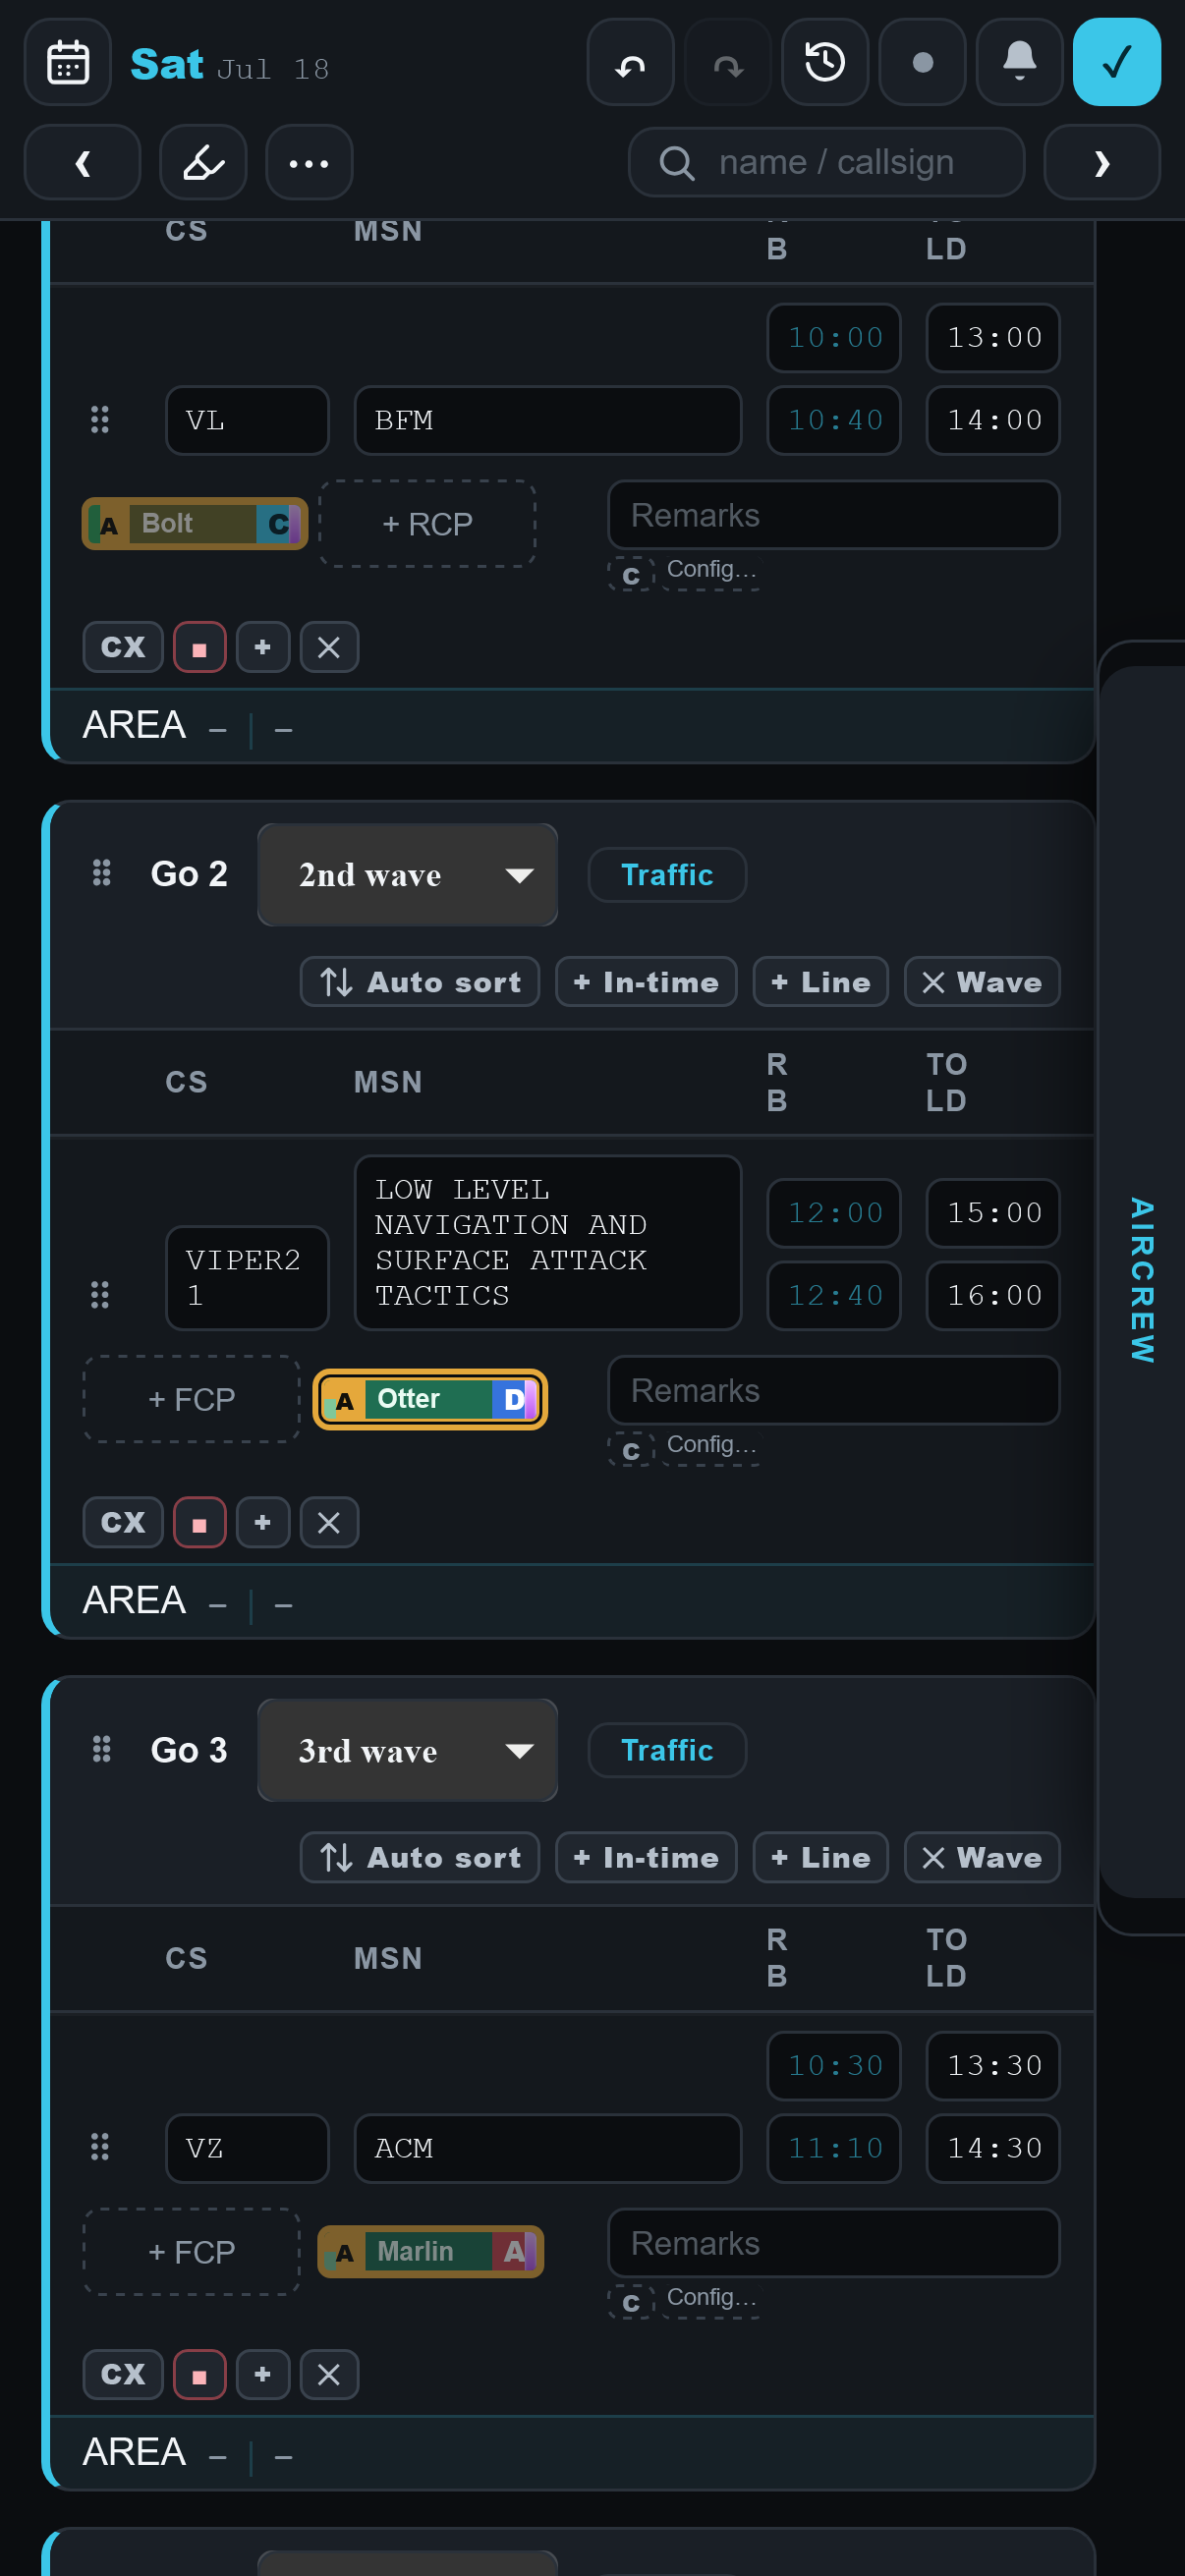 Sat Jul 18
name / callsign
CS MSN B LD
10:00 13:00
VL BFM 10:40 14:00
A Bolt C + RCP Remarks
C Config...
CX + ×
AREA – | –
Go 2 2nd wave Traffic
Auto sort + In-time + Line × Wave
CS MSN R TO
B LD
LOW LEVEL
NAVIGATION AND
SURFACE ATTACK
TACTICS
VIPER2
1
12:00 15:00
12:40 16:00
+ FCP A Otter D Remarks
C Config...
CX + ×
AREA – | –
Go 3 3rd wave Traffic
Auto sort + In-time + Line × Wave
CS MSN R TO
B LD
10:30 13:30
VZ ACM 11:10 14:30
+ FCP A Marlin A Remarks
C Config...
CX + ×
AREA – | –
AIRCREW